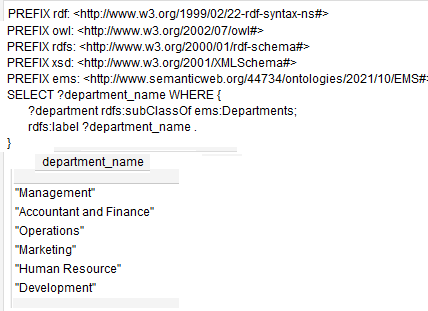 PREFIX rdf: <http://www.w3.org/1999/02/22-rdf-syntax-ns#>
PREFIX owl: <http://www.w3.org/2002/07/owl#>
PREFIX rdfs: <http://www.w3.org/2000/01/rdf-schema#>
PREFIX xsd: <http://www.w3.org/2001/XMLSchema#>
PREFIX ems: <http://www.semanticweb.org/44734/ontologies/2021/10/EMS#
SELECT ?department_name WHERE {
?department rdfs:subClassOf ems:Departments;
rdfs:label ?department_name .
}
department_name
"Management"
"Accountant and Finance"
"Operations"
"Marketing"
"Human Resource"
"Development"